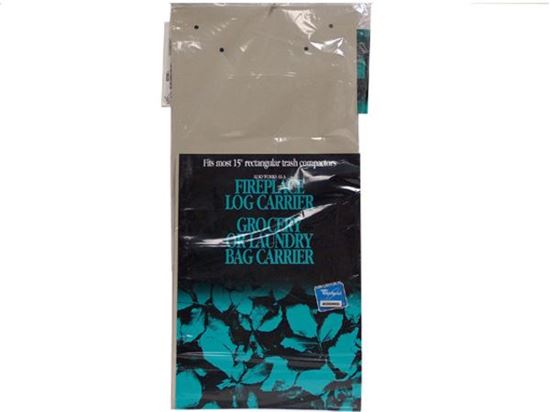 Fits most 15" rectangular trash compactors
ALSO WORKS AS A
FIREPLACE
LOG CARRIER
GROCERY
OR LAUNDRY
BAG CARRIER
Whirlpool